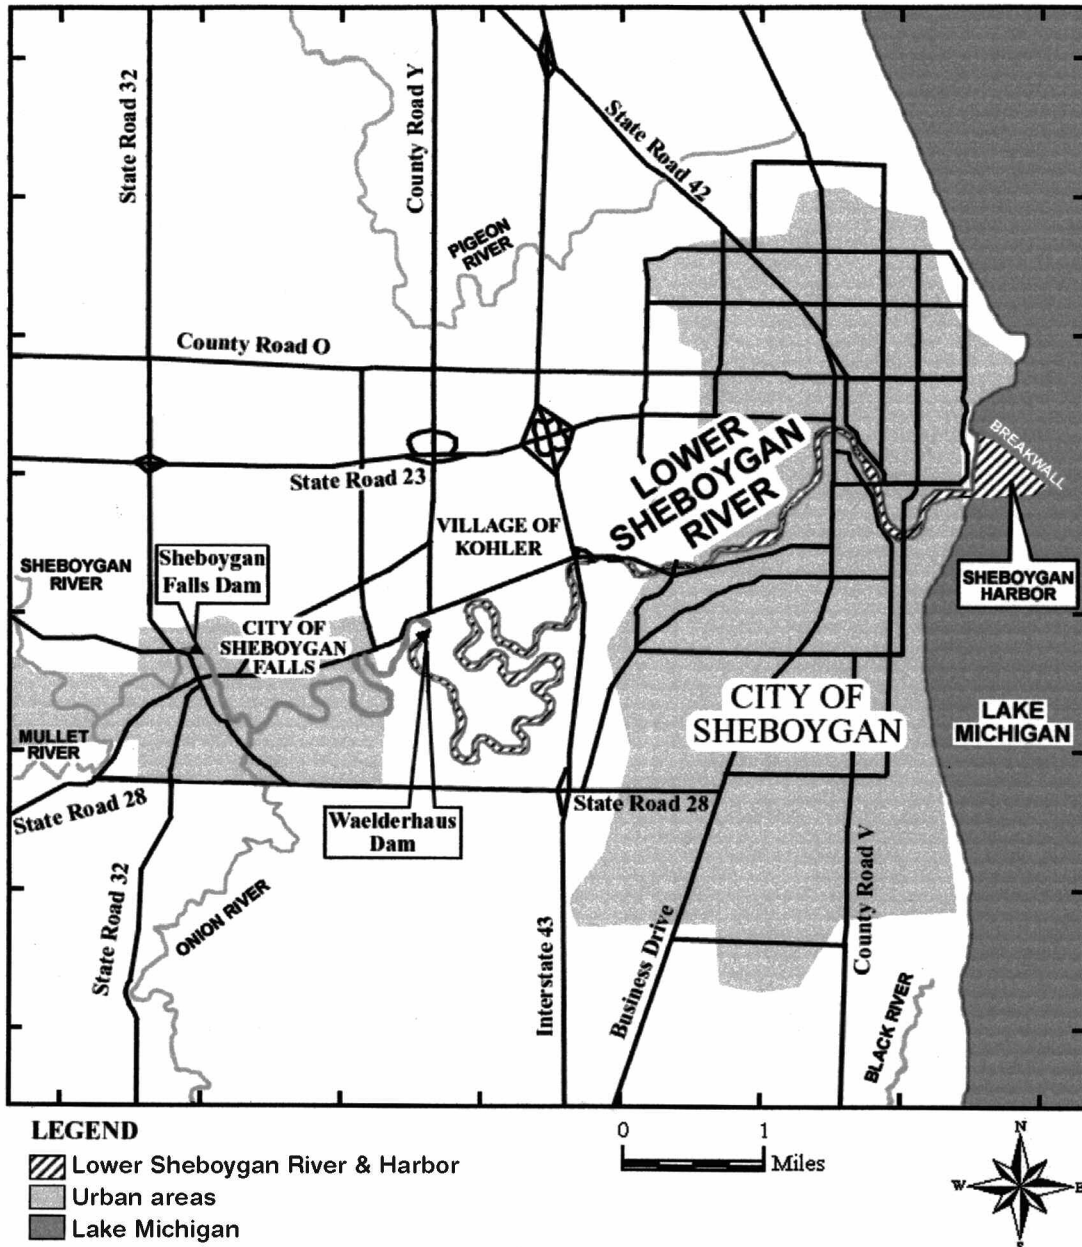 State Road 32
County Road Y
State Road 42
PIGEON
RIVER
County Road O
LOWER
SHEBOYGAN
RIVER
BREAKWALL
State Road 23
VILLAGE OF
KOHLER
SHEBOYGAN
RIVER
Sheboygan
Falls Dam
SHEBOYGAN
HARBOR
CITY OF
SHEBOYGAN
FALLS
CITY OF
SHEBOYGAN
LAKE
MICHIGAN
MULLET
RIVER
State Road 28
Waelderhaus
Dam
State Road 28
State Road 32
ONION RIVER
Interstate 43
Business Drive
County Road V
BLACK RIVER
LEGEND
Lower Sheboygan River & Harbor
Urban areas
Lake Michigan
0 1
Miles
N
W E
S